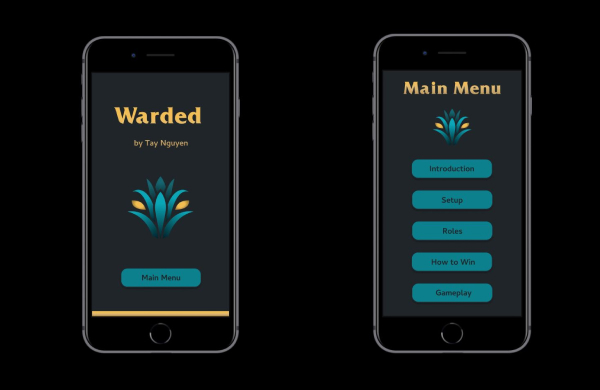 Warded
by Tay Nguyen
Main Menu
Main Menu
Introduction
Setup
Roles
How to Win
Gameplay